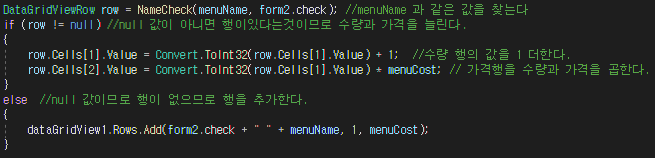 DataGridViewRow row = NameCheck(menuName, form2.check); //menuName 과 같은 값을 찾는다
if (row != null) //null 값이 아니면 행이있다는것이므로 수량과 가격을 늘린다.
{
row.Cells[1].Value = Convert.ToInt32(row.Cells[1].Value) + 1; //수량 행의 값을 1 더한다.
row.Cells[2].Value = Convert.ToInt32(row.Cells[1].Value) + menuCost; // 가격행을 수량과 가격을 곱한다.
}
else //null 값이므로 행이 없으므로 행을 추가한다.
{
dataGridView1.Rows.Add(form2.check + " " + menuName, 1, menuCost);
}